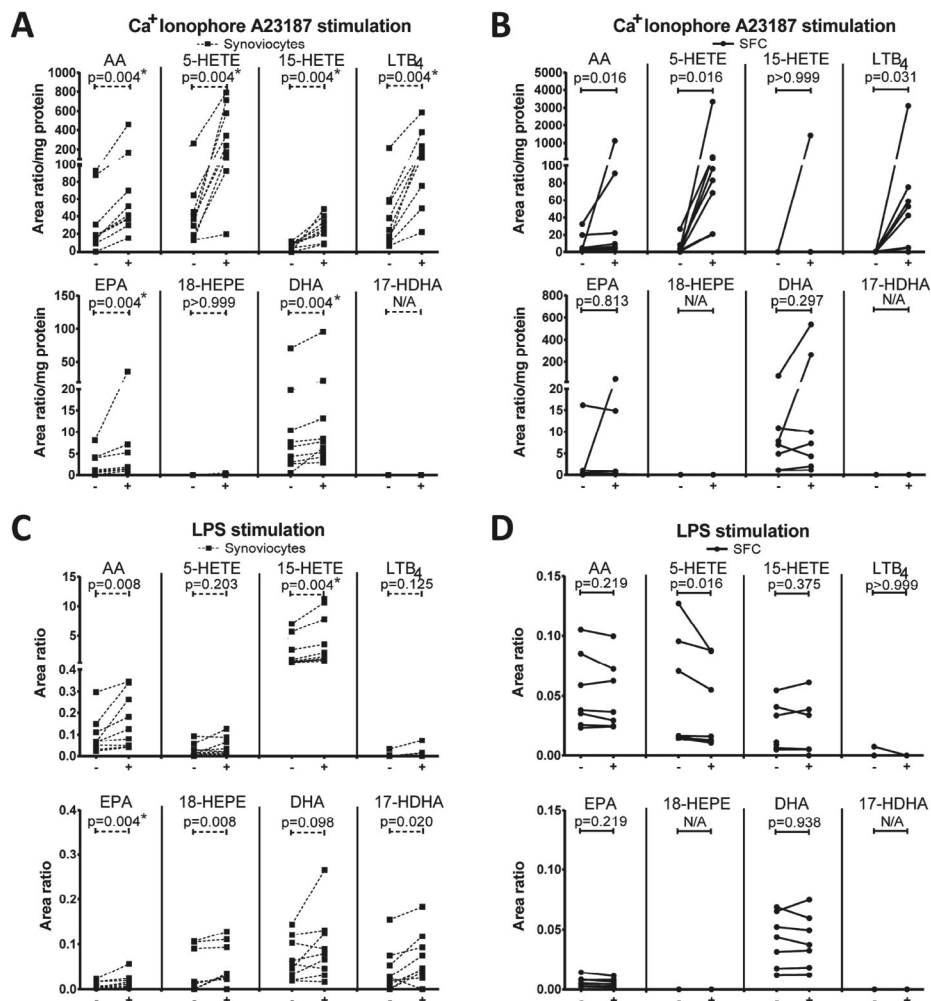 A
Ca+ Ionophore A23187 stimulation
Synoviocytes
AA 5-HETE 15-HETE LTB4
p=0.004* p=0.004* p=0.004* p=0.004*
Area ratio/mg protein
1000
800
600
400
200
100
80
60
40
20
0
- + - + - + - +
EPA 18-HEPE DHA 17-HDHA
p=0.004* p>0.999 p=0.004* N/A
Area ratio/mg protein
150
100
50
20
15
10
5
0
- + - + - + - +
B
Ca+ Ionophore A23187 stimulation
SFC
AA 5-HETE 15-HETE LTB4
p=0.016 p=0.016 p>0.999 p=0.031
Area ratio/mg protein
5000
4000
3000
2000
1000
100
80
60
40
20
0
- + - + - + - +
EPA 18-HEPE DHA 17-HDHA
p=0.813 N/A p=0.297 N/A
Area ratio/mg protein
800
600
400
200
20
15
10
5
0
- + - + - + - +
C
LPS stimulation
Synoviocytes
AA 5-HETE 15-HETE LTB4
p=0.008 p=0.203 p=0.004* p=0.125
Area ratio
15
10
5
0.4
0.3
0.2
0.1
0.0
- + - + - + - +
EPA 18-HEPE DHA 17-HDHA
p=0.004* p=0.008 p=0.098 p=0.020
Area ratio
0.4
0.3
0.2
0.1
0.0
- + - + - + - +
D
LPS stimulation
SFC
AA 5-HETE 15-HETE LTB4
p=0.219 p=0.016 p=0.375 p>0.999
Area ratio
0.15
0.10
0.05
0.00
- + - + - + - +
EPA 18-HEPE DHA 17-HDHA
p=0.219 N/A p=0.938 N/A
Area ratio
0.15
0.10
0.05
0.00
- + - + - + - +